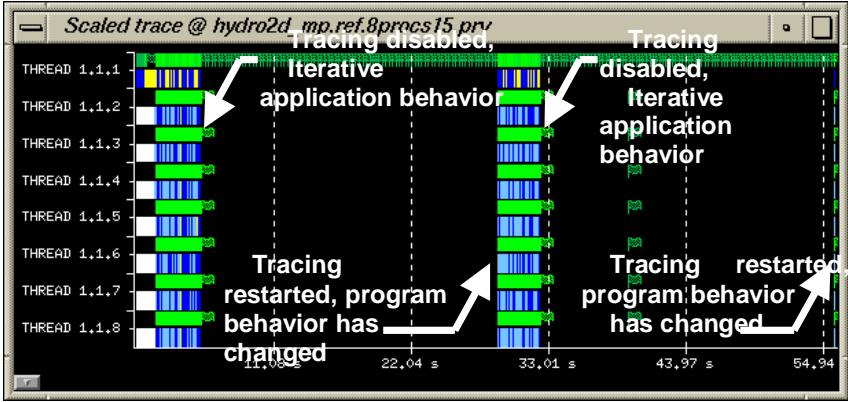 Scaled trace @ hydro2d_mp.ref.8procs15.prv
Tracing disabled,
Iterative
application behavior
Tracing
disabled,
Iterative
application
behavior
THREAD 1.1.1
THREAD 1.1.2
THREAD 1.1.3
THREAD 1.1.4
THREAD 1.1.5
THREAD 1.1.6
THREAD 1.1.7
THREAD 1.1.8
Tracing
restarted, program
behavior has
changed
Tracing restarted,
program behavior
has changed
11.08 s
22.04 s
33.01 s
43.97 s
54.94